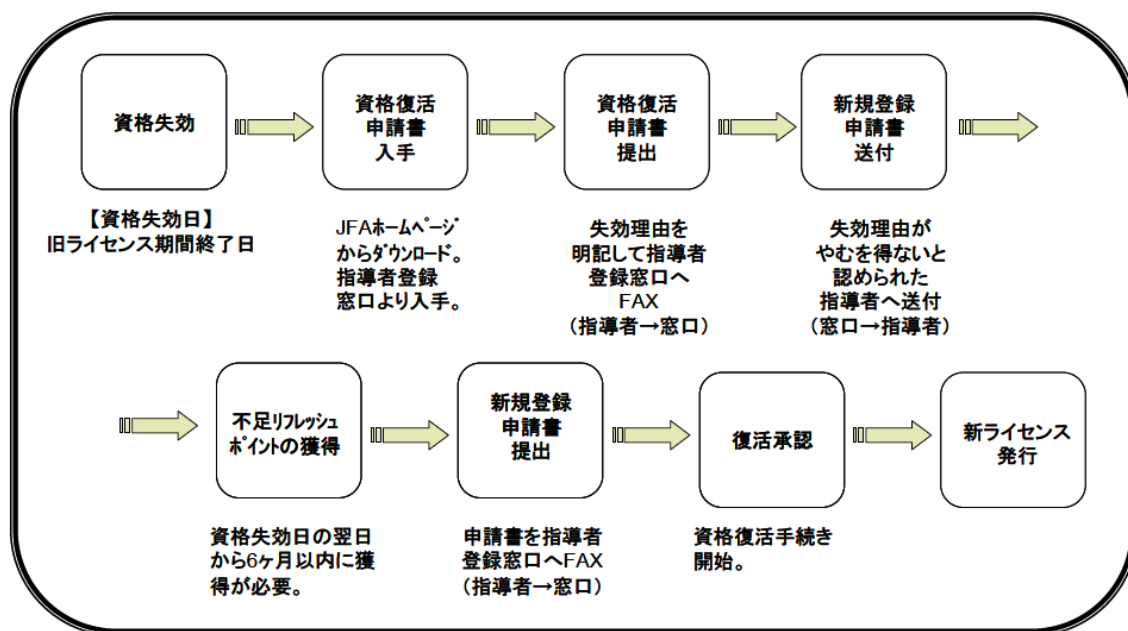 資格失効
【資格失効日】
旧ライセンス期間終了日
資格復活
申請書
入手
JFAﾎｰﾑﾍﾟｰｼﾞ
からﾀﾞｳﾝﾛｰﾄﾞ。
指導者登録
窓口より入手。
資格復活
申請書
提出
失効理由を
明記して指導者
登録窓口へ
FAX
（指導者→窓口）
新規登録
申請書
送付
失効理由が
やむを得ないと
認められた
指導者へ送付
（窓口→指導者）
不足ﾘﾌﾚｯｼｭ
ﾎﾟｲﾝﾄの獲得
資格失効日の翌日
から6ヶ月以内に獲
得が必要。
新規登録
申請書
提出
申請書を指導者
登録窓口へFAX
（指導者→窓口）
復活承認
資格復活手続き
開始。
新ライセンス
発行